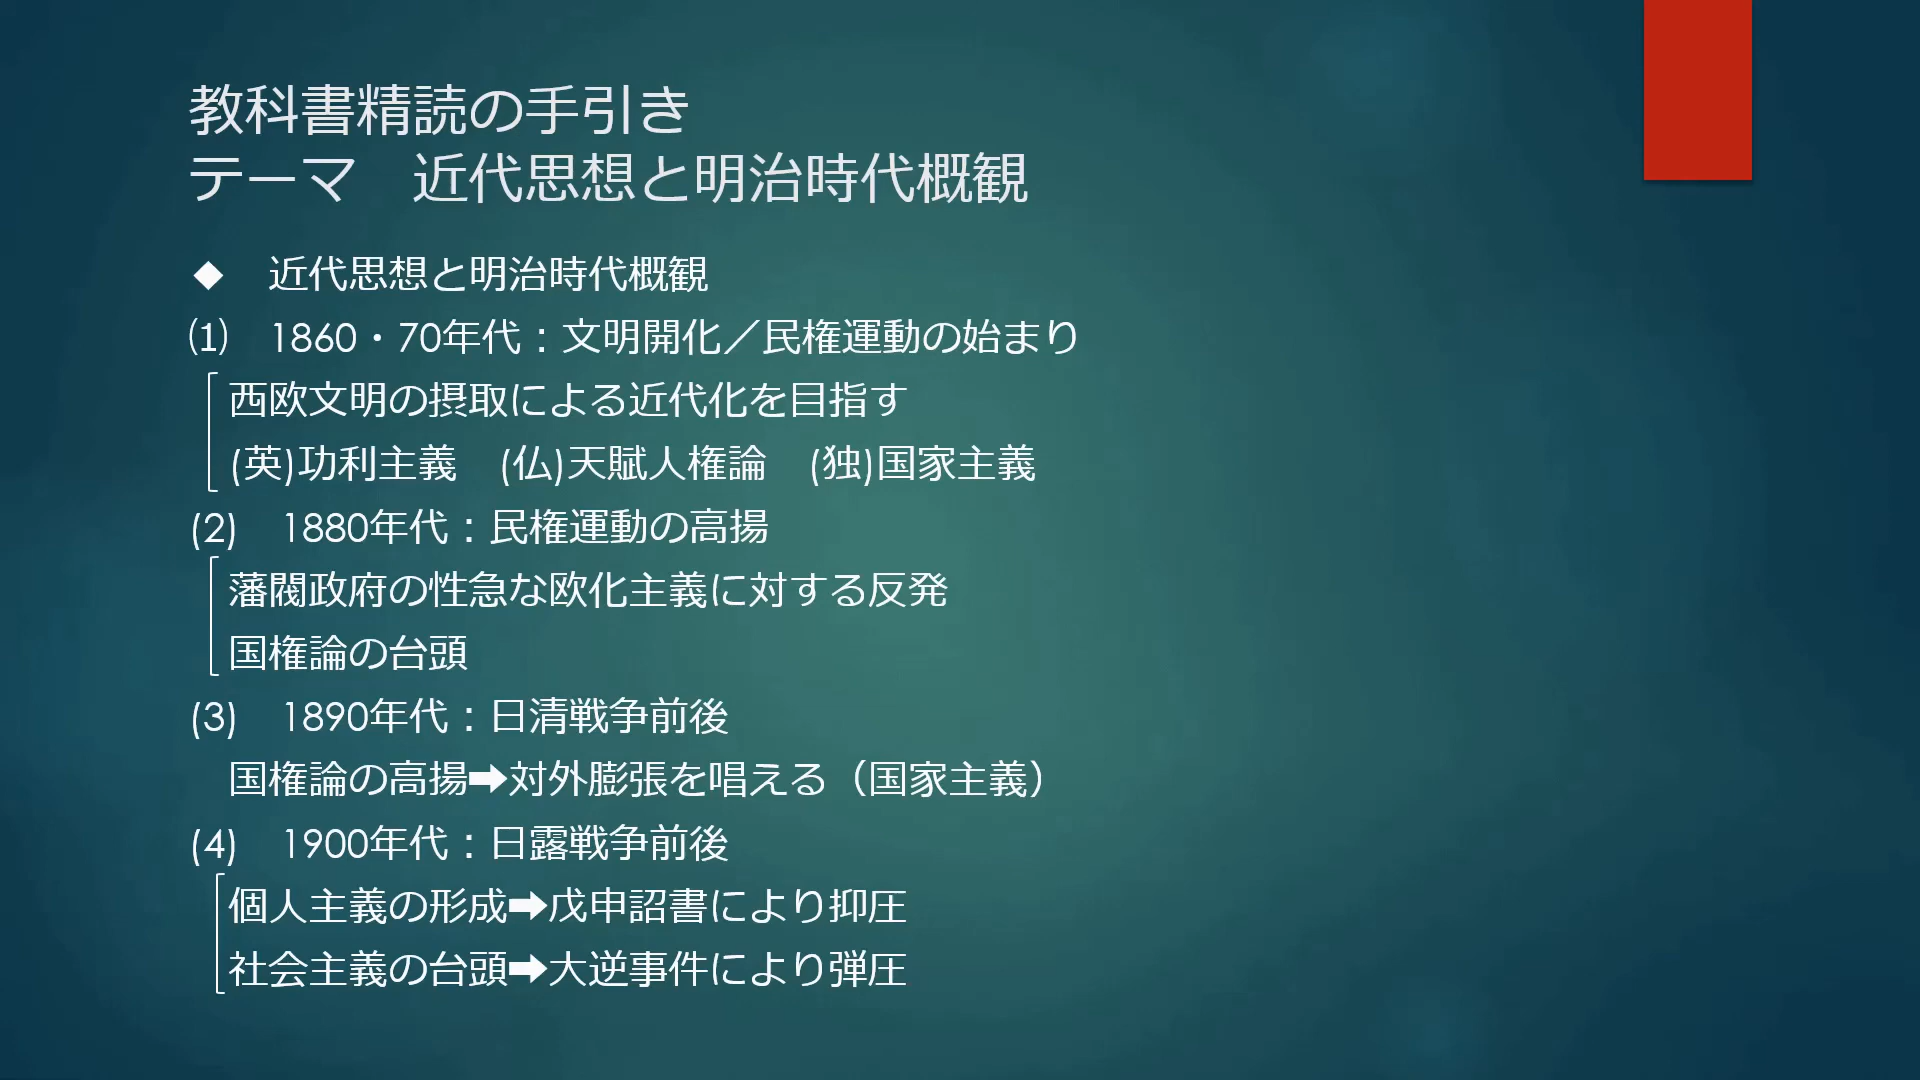 教科書精読の手引き
テーマ　近代思想と明治時代概観
◆　近代思想と明治時代概観
⑴　1860・70年代：文明開化／民権運動の始まり
西欧文明の摂取による近代化を目指す
(英)功利主義　(仏)天賦人権論　(独)国家主義
(2)　1880年代：民権運動の高揚
藩閥政府の性急な欧化主義に対する反発
国権論の台頭
(3)　1890年代：日清戦争前後
国権論の高揚➡対外膨張を唱える（国家主義）
(4)　1900年代：日露戦争前後
個人主義の形成➡戊申詔書により抑圧
社会主義の台頭➡大逆事件により弾圧